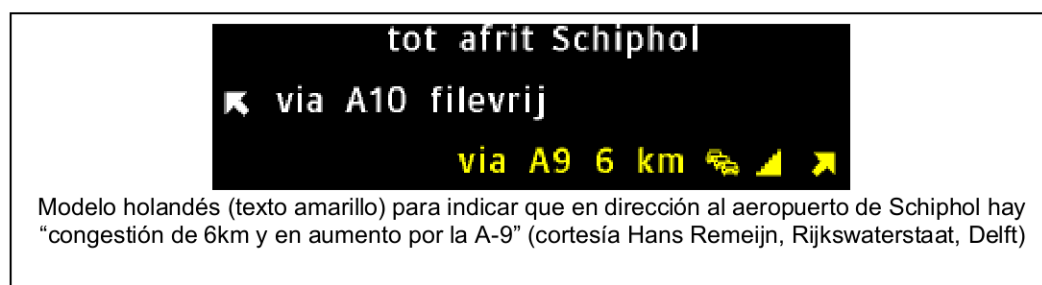 tot afrit Schiphol
via A10 filevrij
via A9 6 km
Modelo holandés (texto amarillo) para indicar que en dirección al aeropuerto de Schiphol hay
“congestión de 6km y en aumento por la A-9” (cortesía Hans Remeijn, Rijkswaterstaat, Delft)